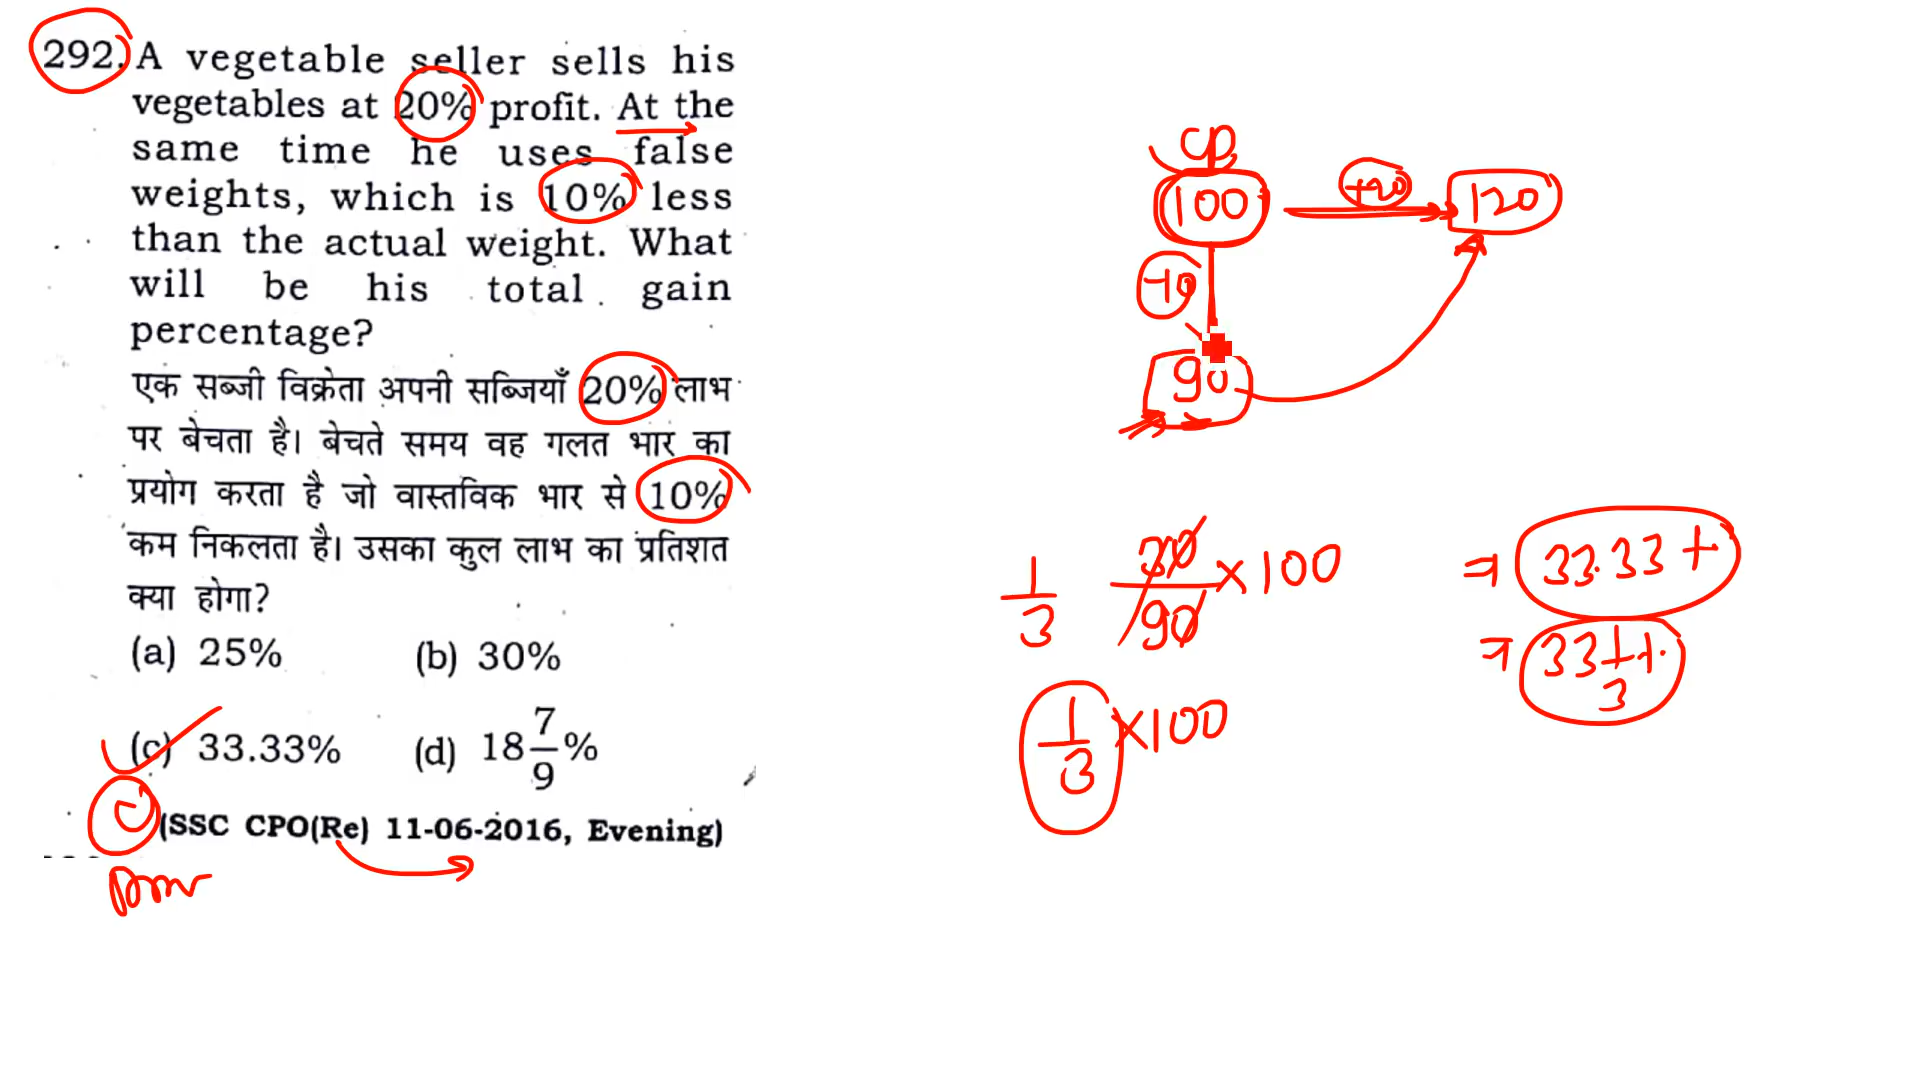 292. A vegetable seller sells his
vegetables at 20% profit. At the
same time he uses false
weights, which is 10% less
than the actual weight. What
will be his total gain
percentage?
एक सब्जी विक्रेता अपनी सब्जियाँ 20% लाभ
पर बेचता है। बेचते समय वह गलत भार का
प्रयोग करता है जो वास्तविक भार से 10%
कम निकलता है। उसका कुल लाभ का प्रतिशत
क्या होगा?
(a) 25% (b) 30%
(c) 33.33% (d) 18 7/9 %
(SSC CPO(Re) 11-06-2016, Evening)
CP
100 +20 120
-10
90
1/3 30/90 × 100 ⇒ 33.33
1/3 × 100 ⇒ 33 1/3